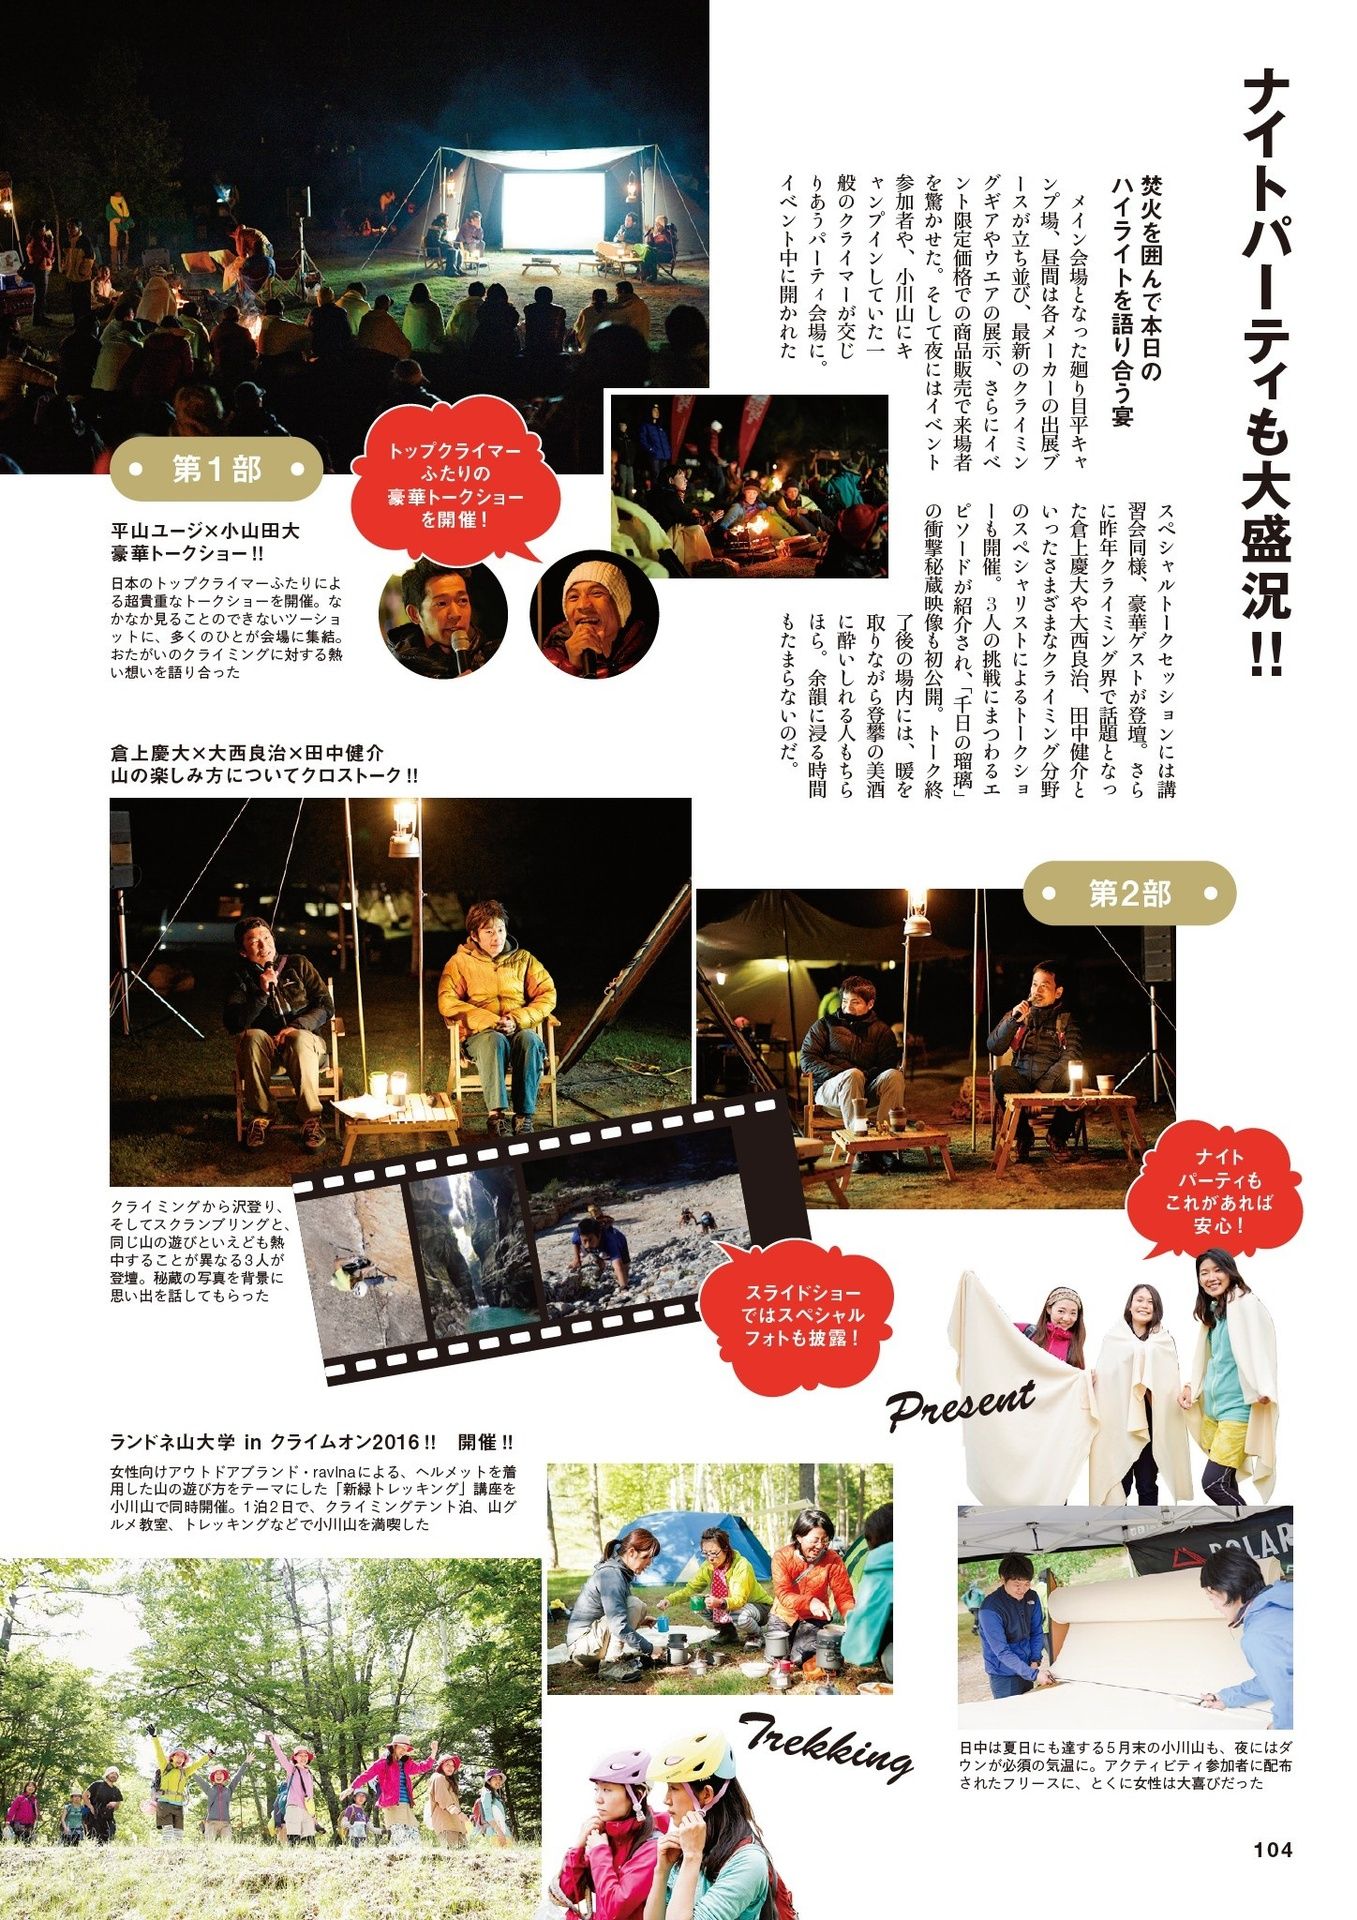 ナイトパーティも大盛況!!
焚火を囲んで本日の
ハイライトを語り合う宴
メイン会場となった廻り目平キャ
ンプ場、昼間は各メーカーの出展ブ
ースが立ち並び、最新のクライミン
グギアやウエアの展示、さらにイベ
ント限定価格での商品販売で来場者
を驚かせた。そして夜にはイベント
参加者や、小川山にキ
ャンプインしていた一
般のクライマーが交じ
りあうパーティ会場に。
イベント中に開かれた
スペシャルトークセッションには講
習会同様、豪華ゲストが登壇。さら
に昨年クライミング界で話題となっ
た倉上慶大や大西良治、田中健介と
いったさまざまなクライミング分野
のスペシャリストによるトークショ
ーも開催。3人の挑戦にまつわるエ
ピソードが紹介され、「千日の瑠璃」
の衝撃秘蔵映像も初公開。トーク終
了後の場内には、暖を
取りながら登攀の美酒
に酔いしれる人もちら
ほら。余韻に浸る時間
もたまらないのだ。
第1部
トップクライマー
ふたりの
豪華トークショー
を開催!
平山ユージ×小山田大
豪華トークショー!!
日本のトップクライマーふたりによ
る超貴重なトークショーを開催。な
かなか見ることのできないツーショ
ットに、多くのひとが会場に集結。
おたがいのクライミングに対する熱
い想いを語り合った
倉上慶大×大西良治×田中健介
山の楽しみ方についてクロストーク!!
第2部
クライミングから沢登り、
そしてスクランブリングと、
同じ山の遊びといえども熱
中することが異なる3人が
登壇。秘蔵の写真を背景に
思い出を話してもらった
スライドショー
ではスペシャル
フォトも披露!
ナイト
パーティも
これがあれば
安心!
Present
ランドネ山大学 in クライムオン2016!! 開催!!
女性向けアウトドアブランド・ravinaによる、ヘルメットを着
用した山の遊び方をテーマにした「新緑トレッキング」講座を
小川山で同時開催。1泊2日で、クライミングテント泊、山グ
ルメ教室、トレッキングなどで小川山を満喫した
POLAR
Trekking
日中は夏日にも達する5月末の小川山も、夜にはダ
ウンが必須の気温に。アクティビティ参加者に配布
されたフリースに、とくに女性は大喜びだった
104